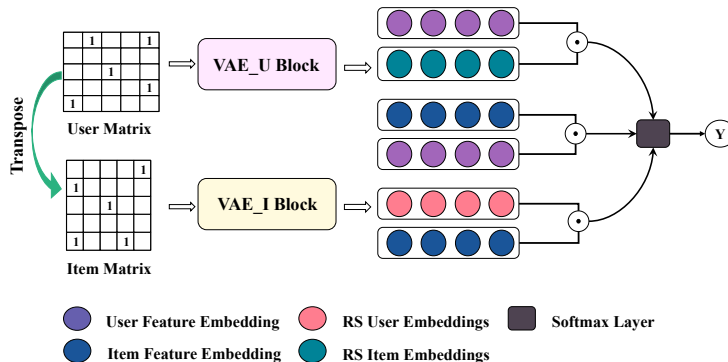 1 1
1
1
1
User Matrix
Transpose
VAE_U Block
1
1
1
1 1
Item Matrix
VAE_I Block
Y
User Feature Embedding
RS User Embeddings
Softmax Layer
Item Feature Embedding
RS Item Embeddings